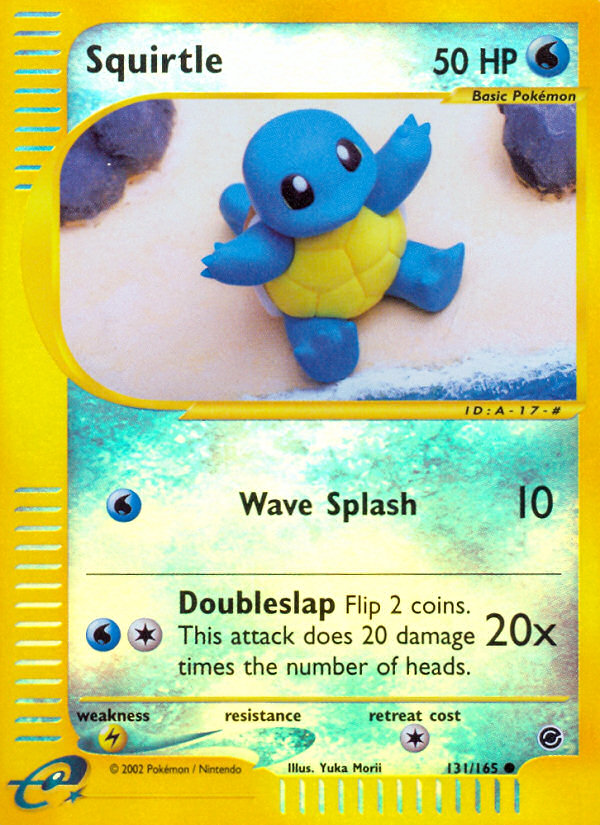 Squirtle 50 HP
Basic Pokémon
ID:A-17-#
Wave Splash 10
Doubleslap Flip 2 coins.
This attack does 20 damage
times the number of heads.
20x
weakness resistance retreat cost
© 2002 Pokémon / Nintendo Illus. Yuka Morii 131/165
e